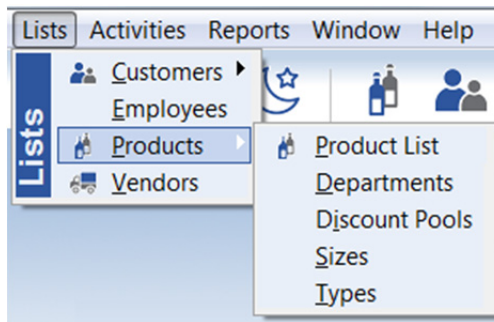 Lists Activities Reports Window Help
Lists
Customers
Employees
Products
Vendors
Product List
Departments
Discount Pools
Sizes
Types